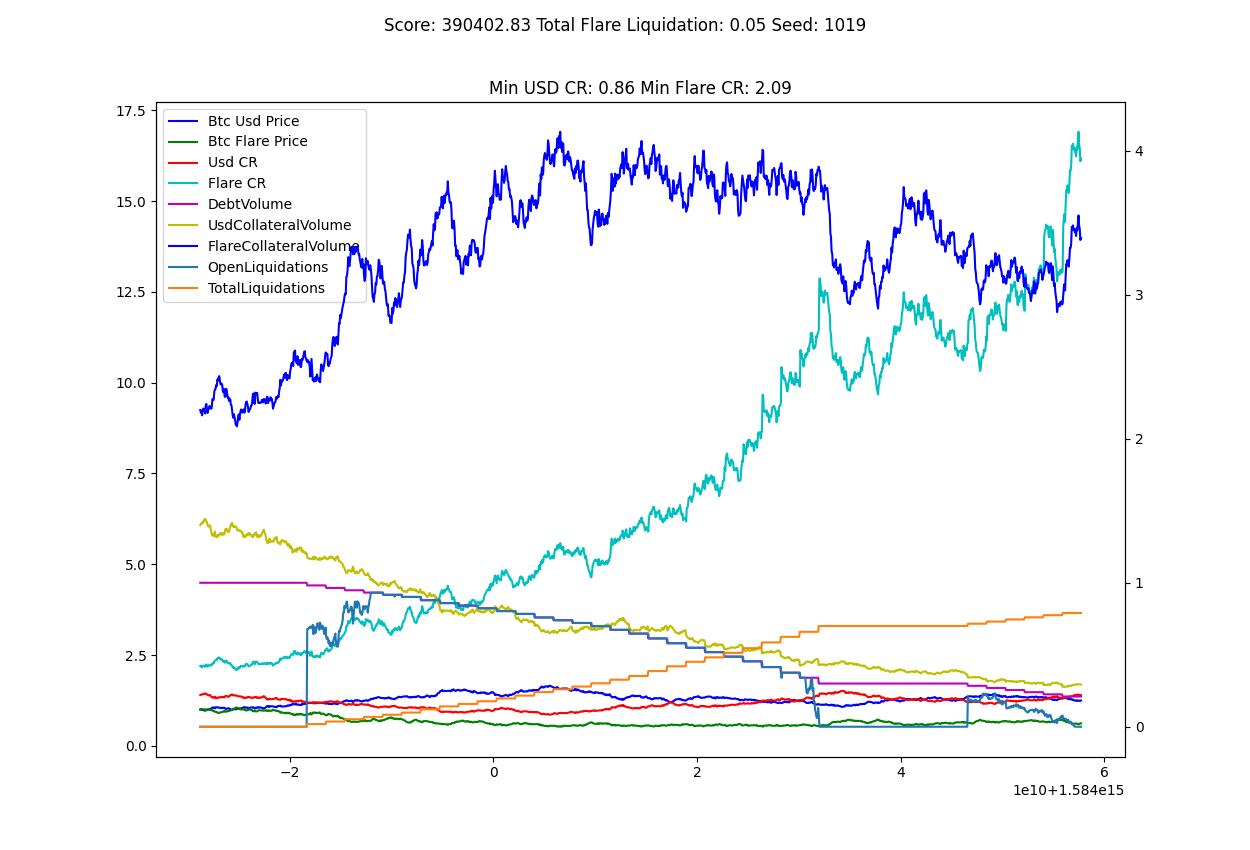 Score: 390402.83 Total Flare Liquidation: 0.05 Seed: 1019
Min USD CR: 0.86 Min Flare CR: 2.09
17.5
15.0
12.5
10.0
7.5
5.0
2.5
0.0
Btc Usd Price
Btc Flare Price
Usd CR
Flare CR
DebtVolume
UsdCollateralVolume
FlareCollateralVolume
OpenLiquidations
TotalLiquidations
4
3
2
1
0
−2
0
2
4
6
1e10+1.584e15